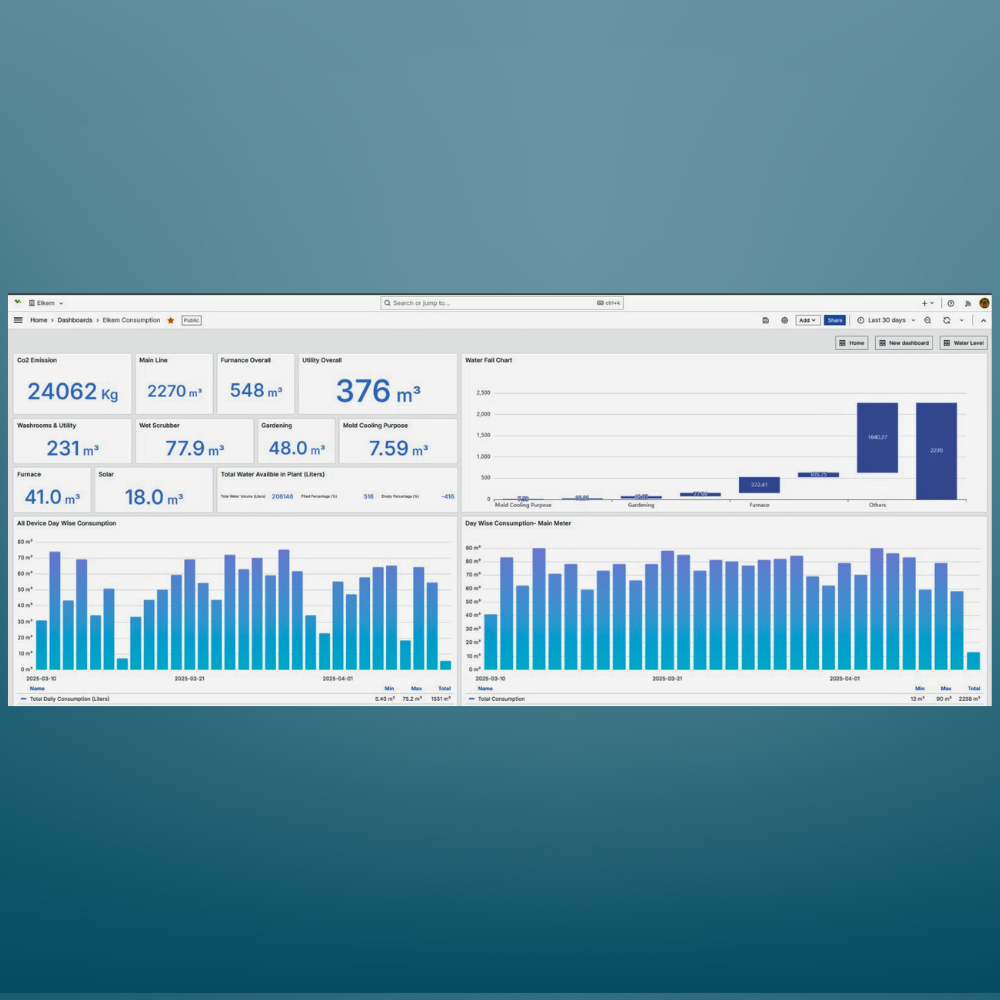 Elkem
Search or jump to...
ctrl+k
Home › Dashboards › Elkem Consumption
Public
Add
Share
Last 30 days
Home
New dashboard
Water Level
Co2 Emission
24062 Kg
Main Line
2270 m³
Furnance Overall
548 m³
Utility Overall
376 m³
Washrooms & Utility
231 m³
Wet Scrubber
77.9 m³
Gardening
48.0 m³
Mold Cooling Purpose
7.59 m³
Furnace
41.0 m³
Solar
18.0 m³
Total Water Availble in Plant (Liters)
Total Water Volume (Liters) 208146 Filled Percentage (%) 516 Empty Percentage (%) -416
Water Fall Chart
2,500
2,000
1,500
1,000
500
0
373.41
1640.27
2270
Mold Cooling Purpose
Gardening
Furnace
Others
All Device Day Wise Consumption
80 m³
70 m³
60 m³
50 m³
40 m³
30 m³
20 m³
10 m³
0 m³
2025-03-10
2025-03-21
2025-04-01
Name Min Max Total
Total Daily Consumption (Liters) 5.43 m³ 75.2 m³ 1551 m³
Day Wise Consumption- Main Meter
90 m³
80 m³
70 m³
60 m³
50 m³
40 m³
30 m³
20 m³
10 m³
0 m³
2025-03-10
2025-03-21
2025-04-01
Name Min Max Total
Total Consumption 13 m³ 90 m³ 2258 m³